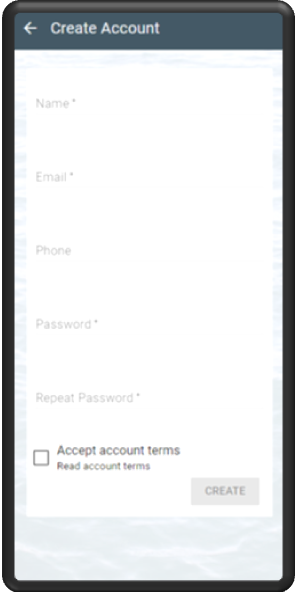 Create Account
Name *
Email *
Phone
Password *
Repeat Password *
Accept account terms
Read account terms
CREATE